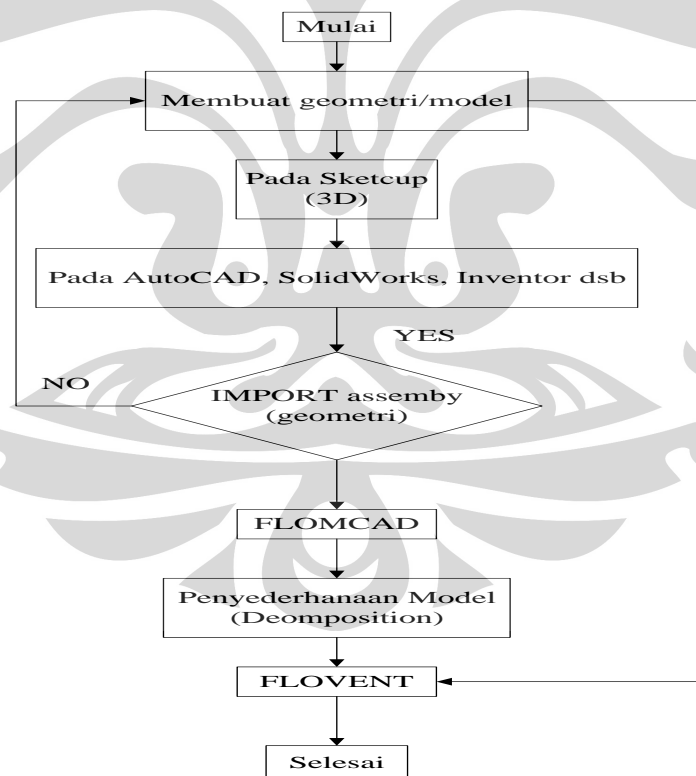 Mulai
Membuat geometri/model
Pada Sketcup
(3D)
Pada AutoCAD, SolidWorks, Inventor dsb
YES
NO
IMPORT assemby
(geometri)
FLOMCAD
Penyederhanaan Model
(Deomposition)
FLOVENT
Selesai